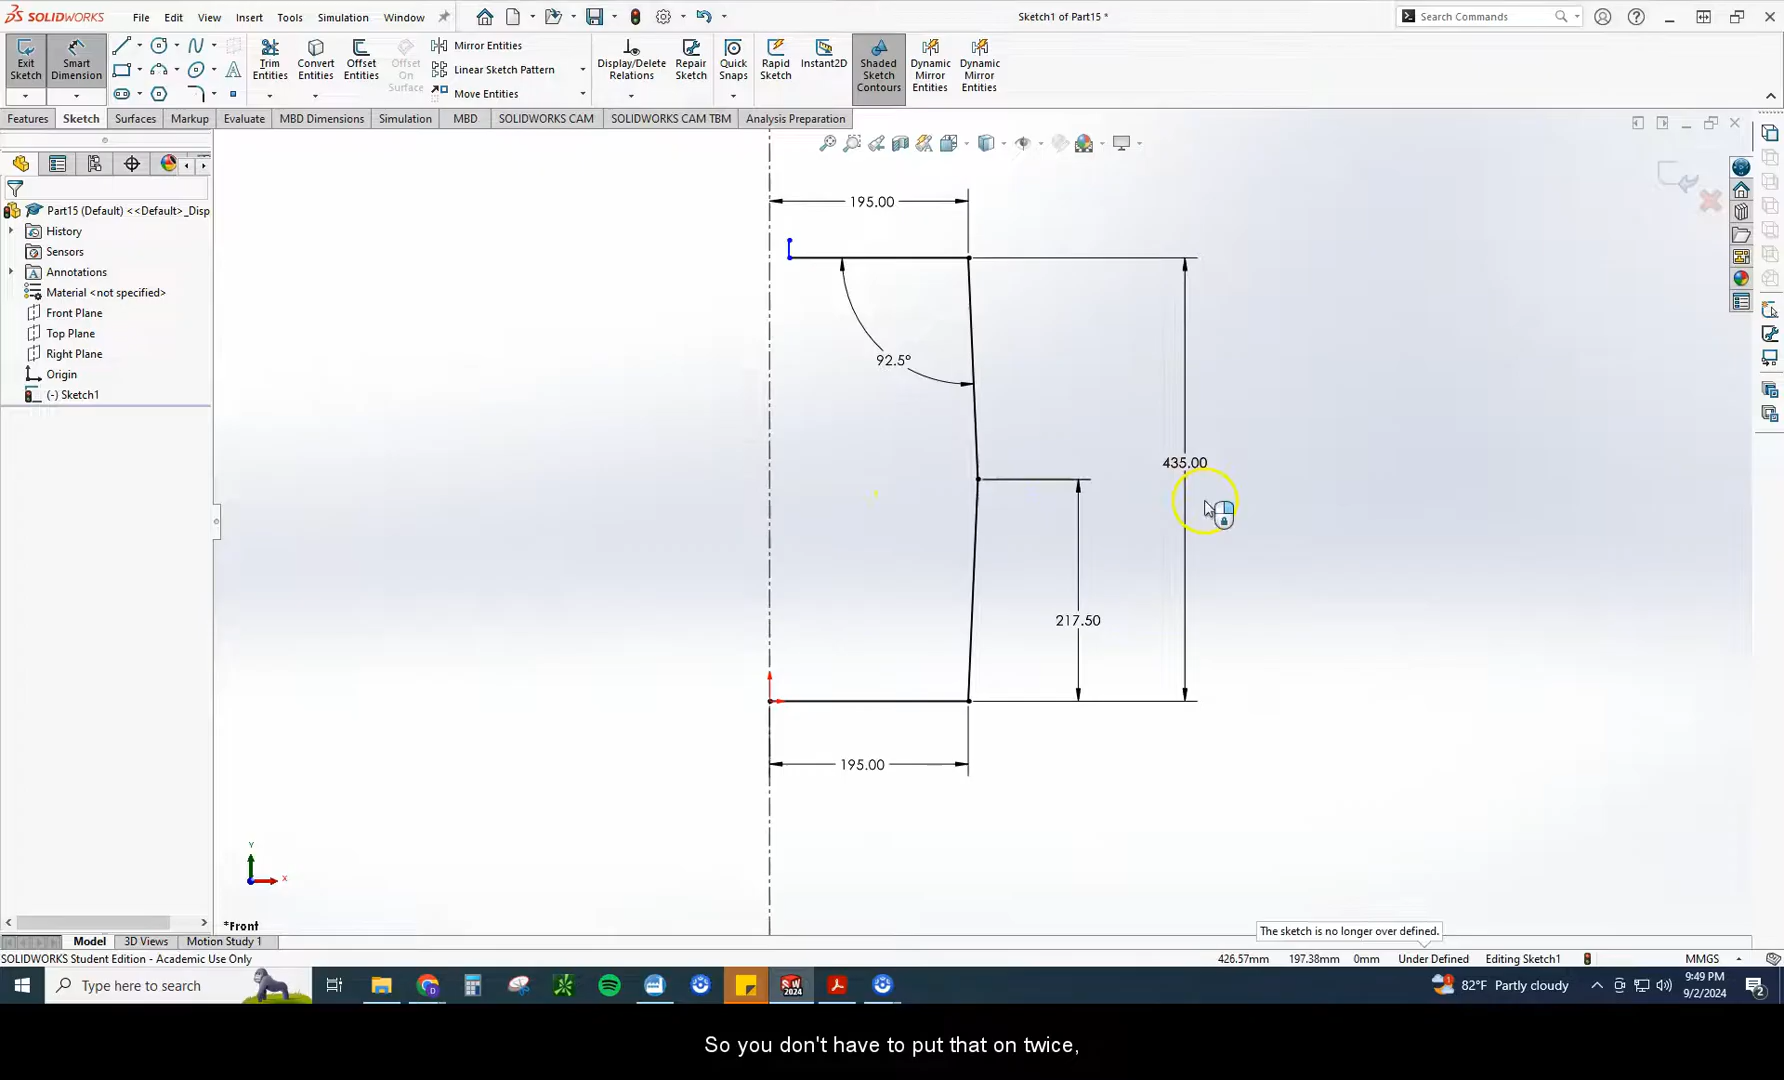 SOLIDWORKS File Edit View Insert Tools Simulation Window Sketch1 of Part15 * Search Commands
Exit Sketch
Smart Dimension
Trim Entities
Convert Entities
Offset Entities
Offset On Surface
Mirror Entities
Linear Sketch Pattern
Move Entities
Display/Delete Relations
Repair Sketch
Quick Snaps
Rapid Sketch
Instant2D
Shaded Sketch Contours
Dynamic Mirror Entities
Dynamic Mirror Entities
Features Sketch Surfaces Markup Evaluate MBD Dimensions Simulation MBD SOLIDWORKS CAM SOLIDWORKS CAM TBM Analysis Preparation
Part15 (Default) <<Default>_Disp
History
Sensors
Annotations
Material <not specified>
Front Plane
Top Plane
Right Plane
Origin
(-) Sketch1
195.00
92.5°
435.00
217.50
195.00
Y
X
*Front
The sketch is no longer over defined.
Model 3D Views Motion Study 1
SOLIDWORKS Student Edition - Academic Use Only 426.57mm 197.38mm 0mm Under Defined Editing Sketch1 MMGS
Type here to search
SW 2024
82°F Partly cloudy
9:49 PM
9/2/2024
2
So you don't have to put that on twice,